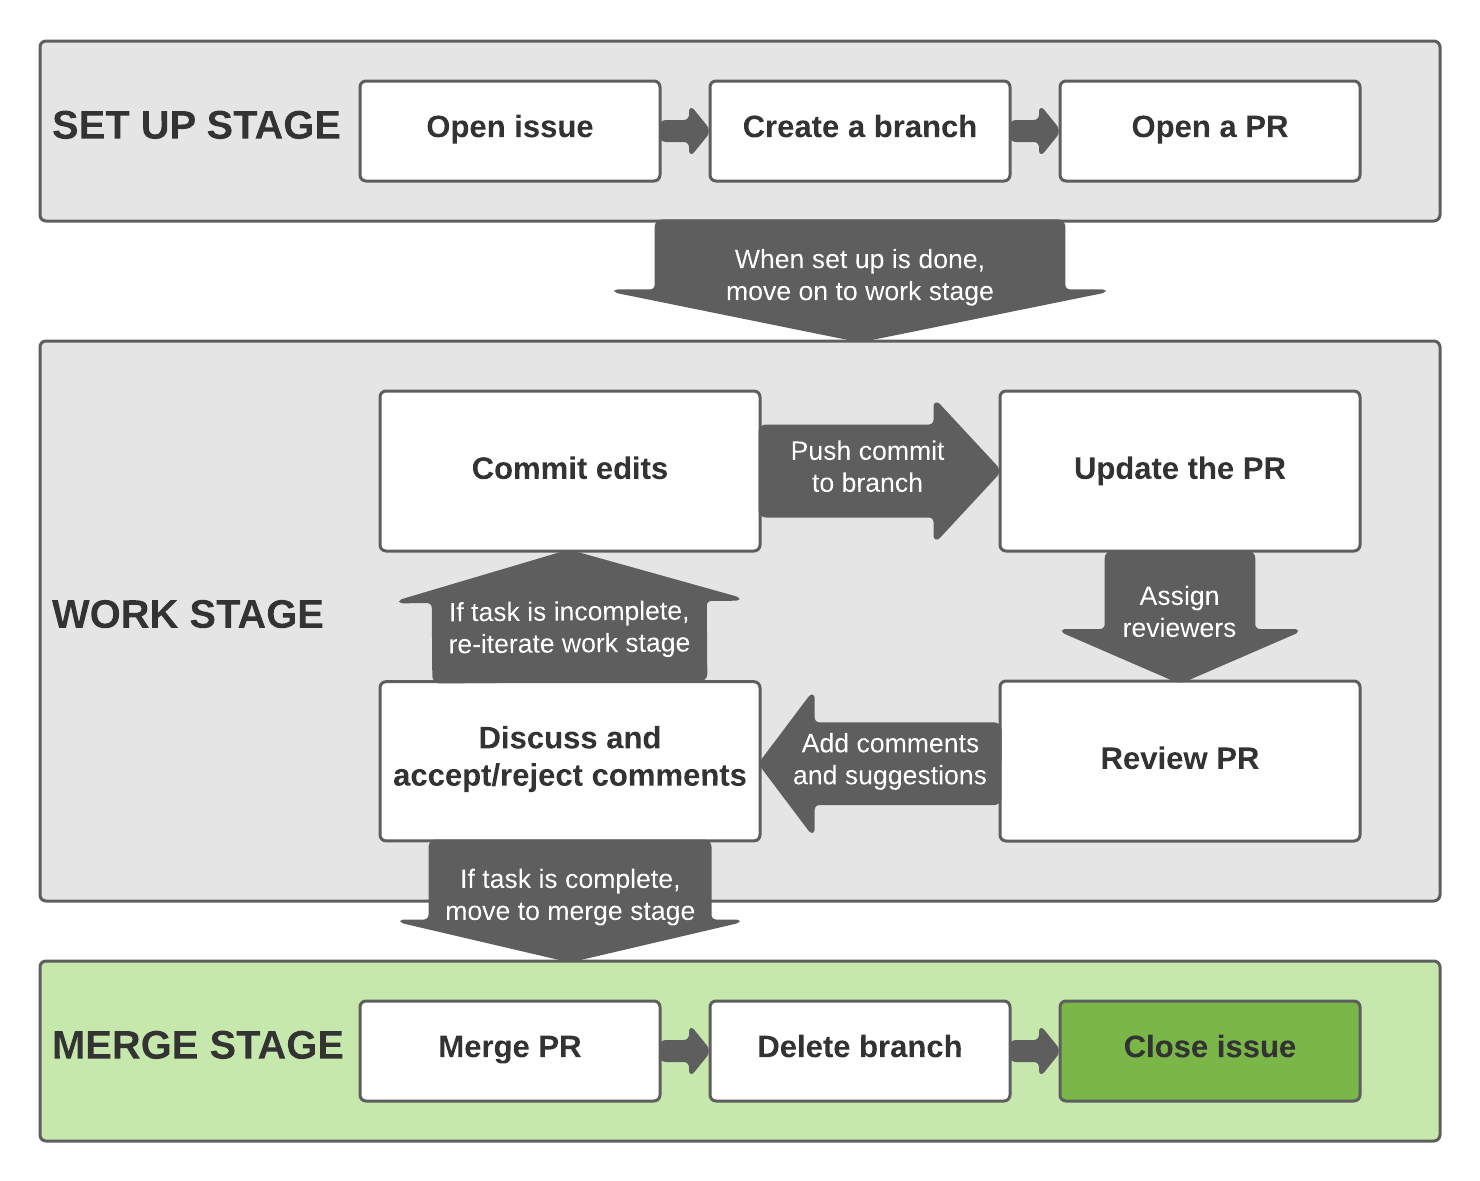 SET UP STAGE
Open issue
Create a branch
Open a PR
When set up is done,
move on to work stage
WORK STAGE
Commit edits
Push commit
to branch
Update the PR
Assign
reviewers
Review PR
Add comments
and suggestions
Discuss and
accept/reject comments
If task is incomplete,
re-iterate work stage
If task is complete,
move to merge stage
MERGE STAGE
Merge PR
Delete branch
Close issue